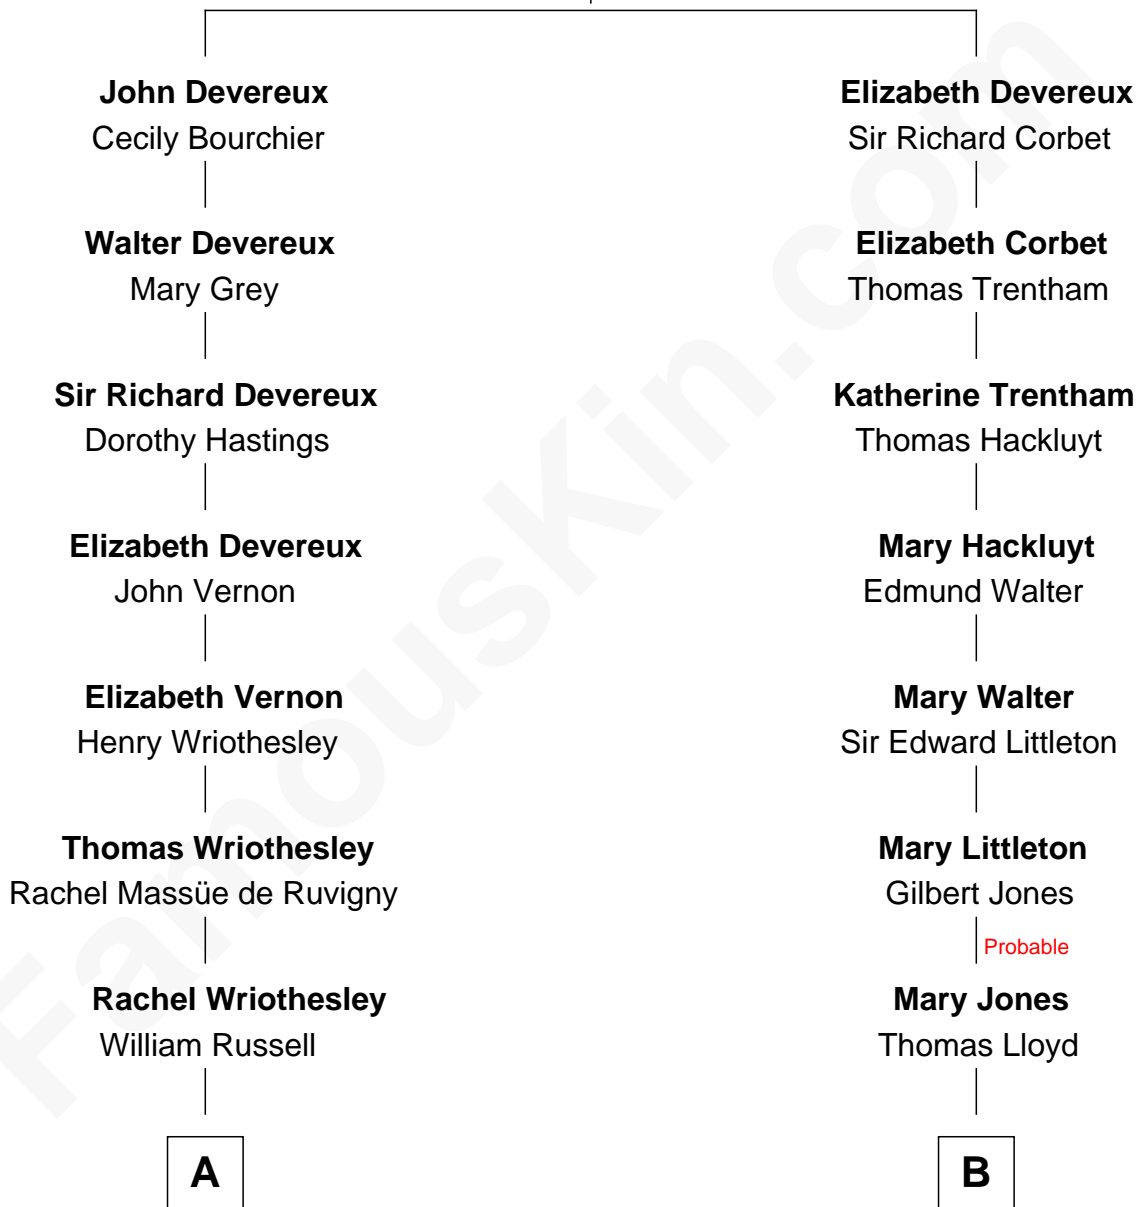 John Devereux
Cecily Bourchier
Walter Devereux
Mary Grey
Sir Richard Devereux
Dorothy Hastings
Elizabeth Devereux
John Vernon
Elizabeth Vernon
Henry Wriothesley
Thomas Wriothesley
Rachel Massüe de Ruvigny
Rachel Wriothesley
William Russell
A
Elizabeth Devereux
Sir Richard Corbet
Elizabeth Corbet
Thomas Trentham
Katherine Trentham
Thomas Hackluyt
Mary Hackluyt
Edmund Walter
Mary Walter
Sir Edward Littleton
Mary Littleton
Gilbert Jones
Probable
Mary Jones
Thomas Lloyd
B
FamousKin.com